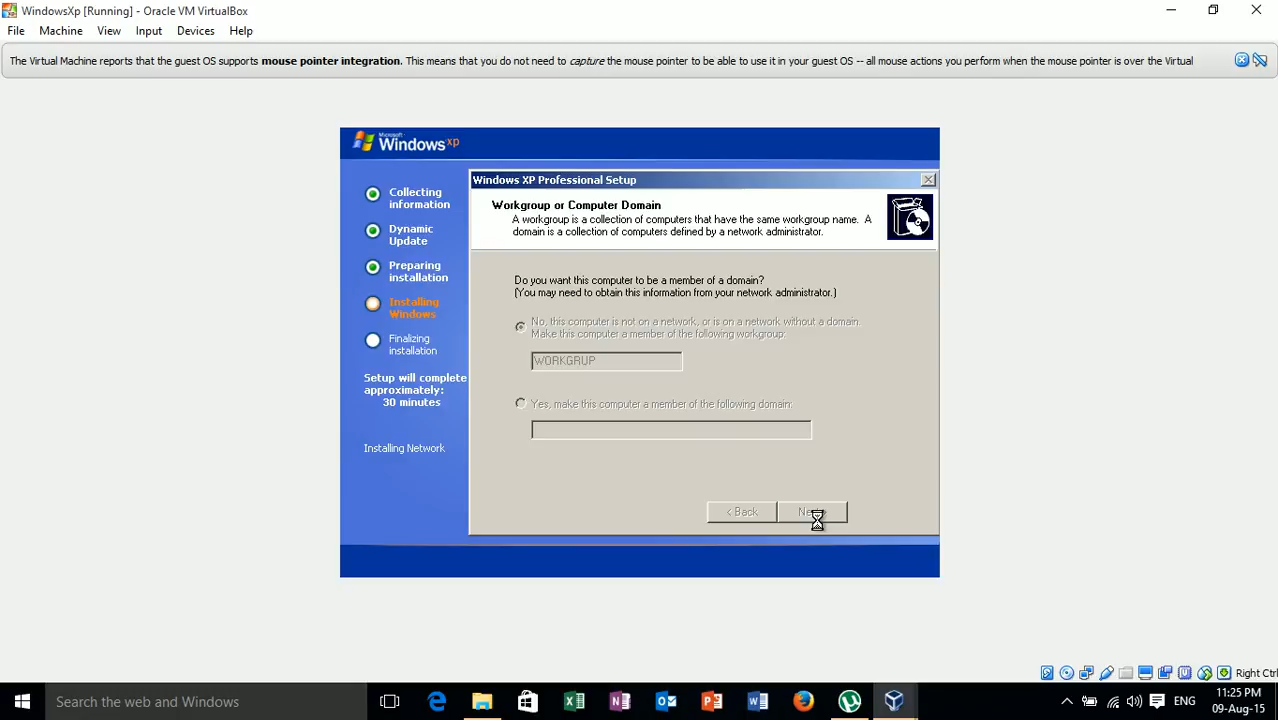 WindowsXp [Running] - Oracle VM VirtualBox
File Machine View Input Devices Help
The Virtual Machine reports that the guest OS supports mouse pointer integration. This means that you do not need to capture the mouse pointer to be able to use it in your guest OS -- all mouse actions you perform when the mouse pointer is over the Virtual
Microsoft
Windows xp
Collecting
information
Dynamic
Update
Preparing
installation
Installing
Windows
Finalizing
installation
Setup will complete
approximately:
30 minutes
Installing Network
Windows XP Professional Setup
Workgroup or Computer Domain
A workgroup is a collection of computers that have the same workgroup name. A
domain is a collection of computers defined by a network administrator.
Do you want this computer to be a member of a domain?
(You may need to obtain this information from your network administrator.)
No, this computer is not on a network, or is on a network without a domain.
Make this computer a member of the following workgroup:
WORKGRUP
Yes, make this computer a member of the following domain:
< Back
Right Ctrl
Search the web and Windows
ENG
11:25 PM
09-Aug-15